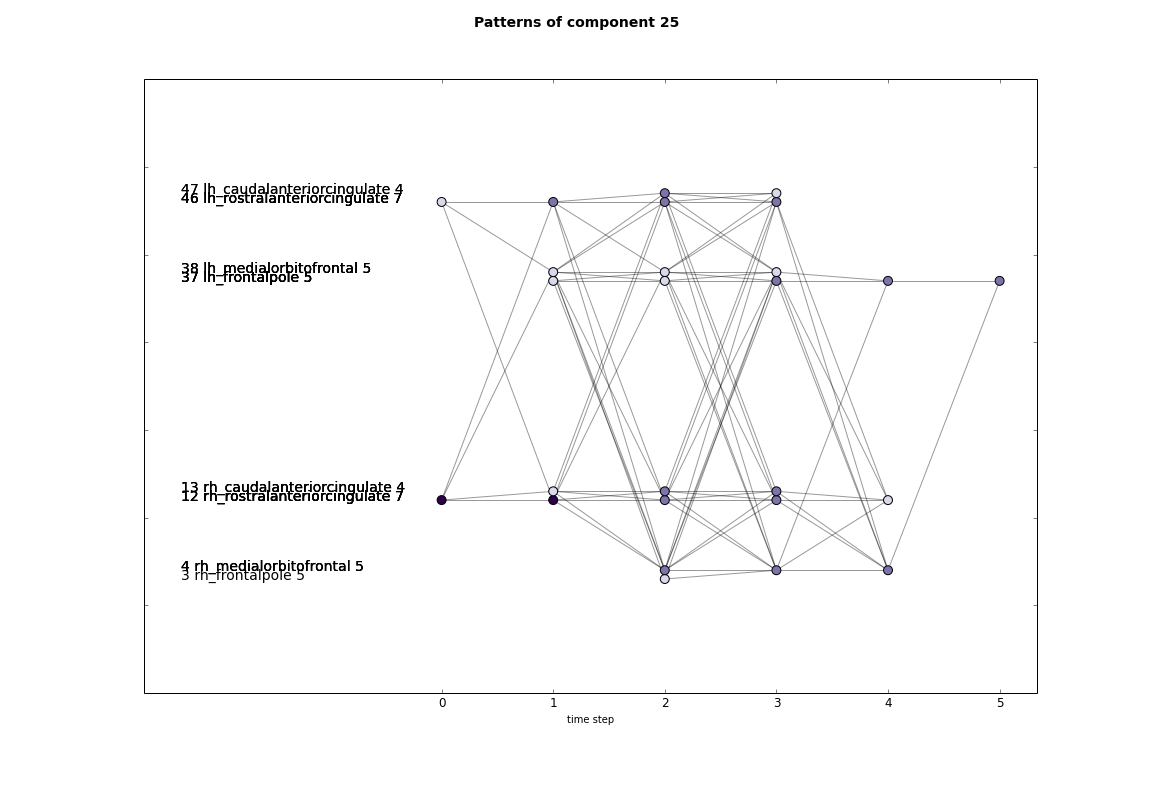 Patterns of component 25
47 lh_caudalanteriorcingulate 4
46 lh_rostralanteriorcingulate 7
38 lh_medialorbitofrontal 5
37 lh_frontalpole 5
13 rh_caudalanteriorcingulate 4
12 rh_rostralanteriorcingulate 7
4 rh_medialorbitofrontal 5
3 rh_frontalpole 5
0 1 2 3 4 5
time step